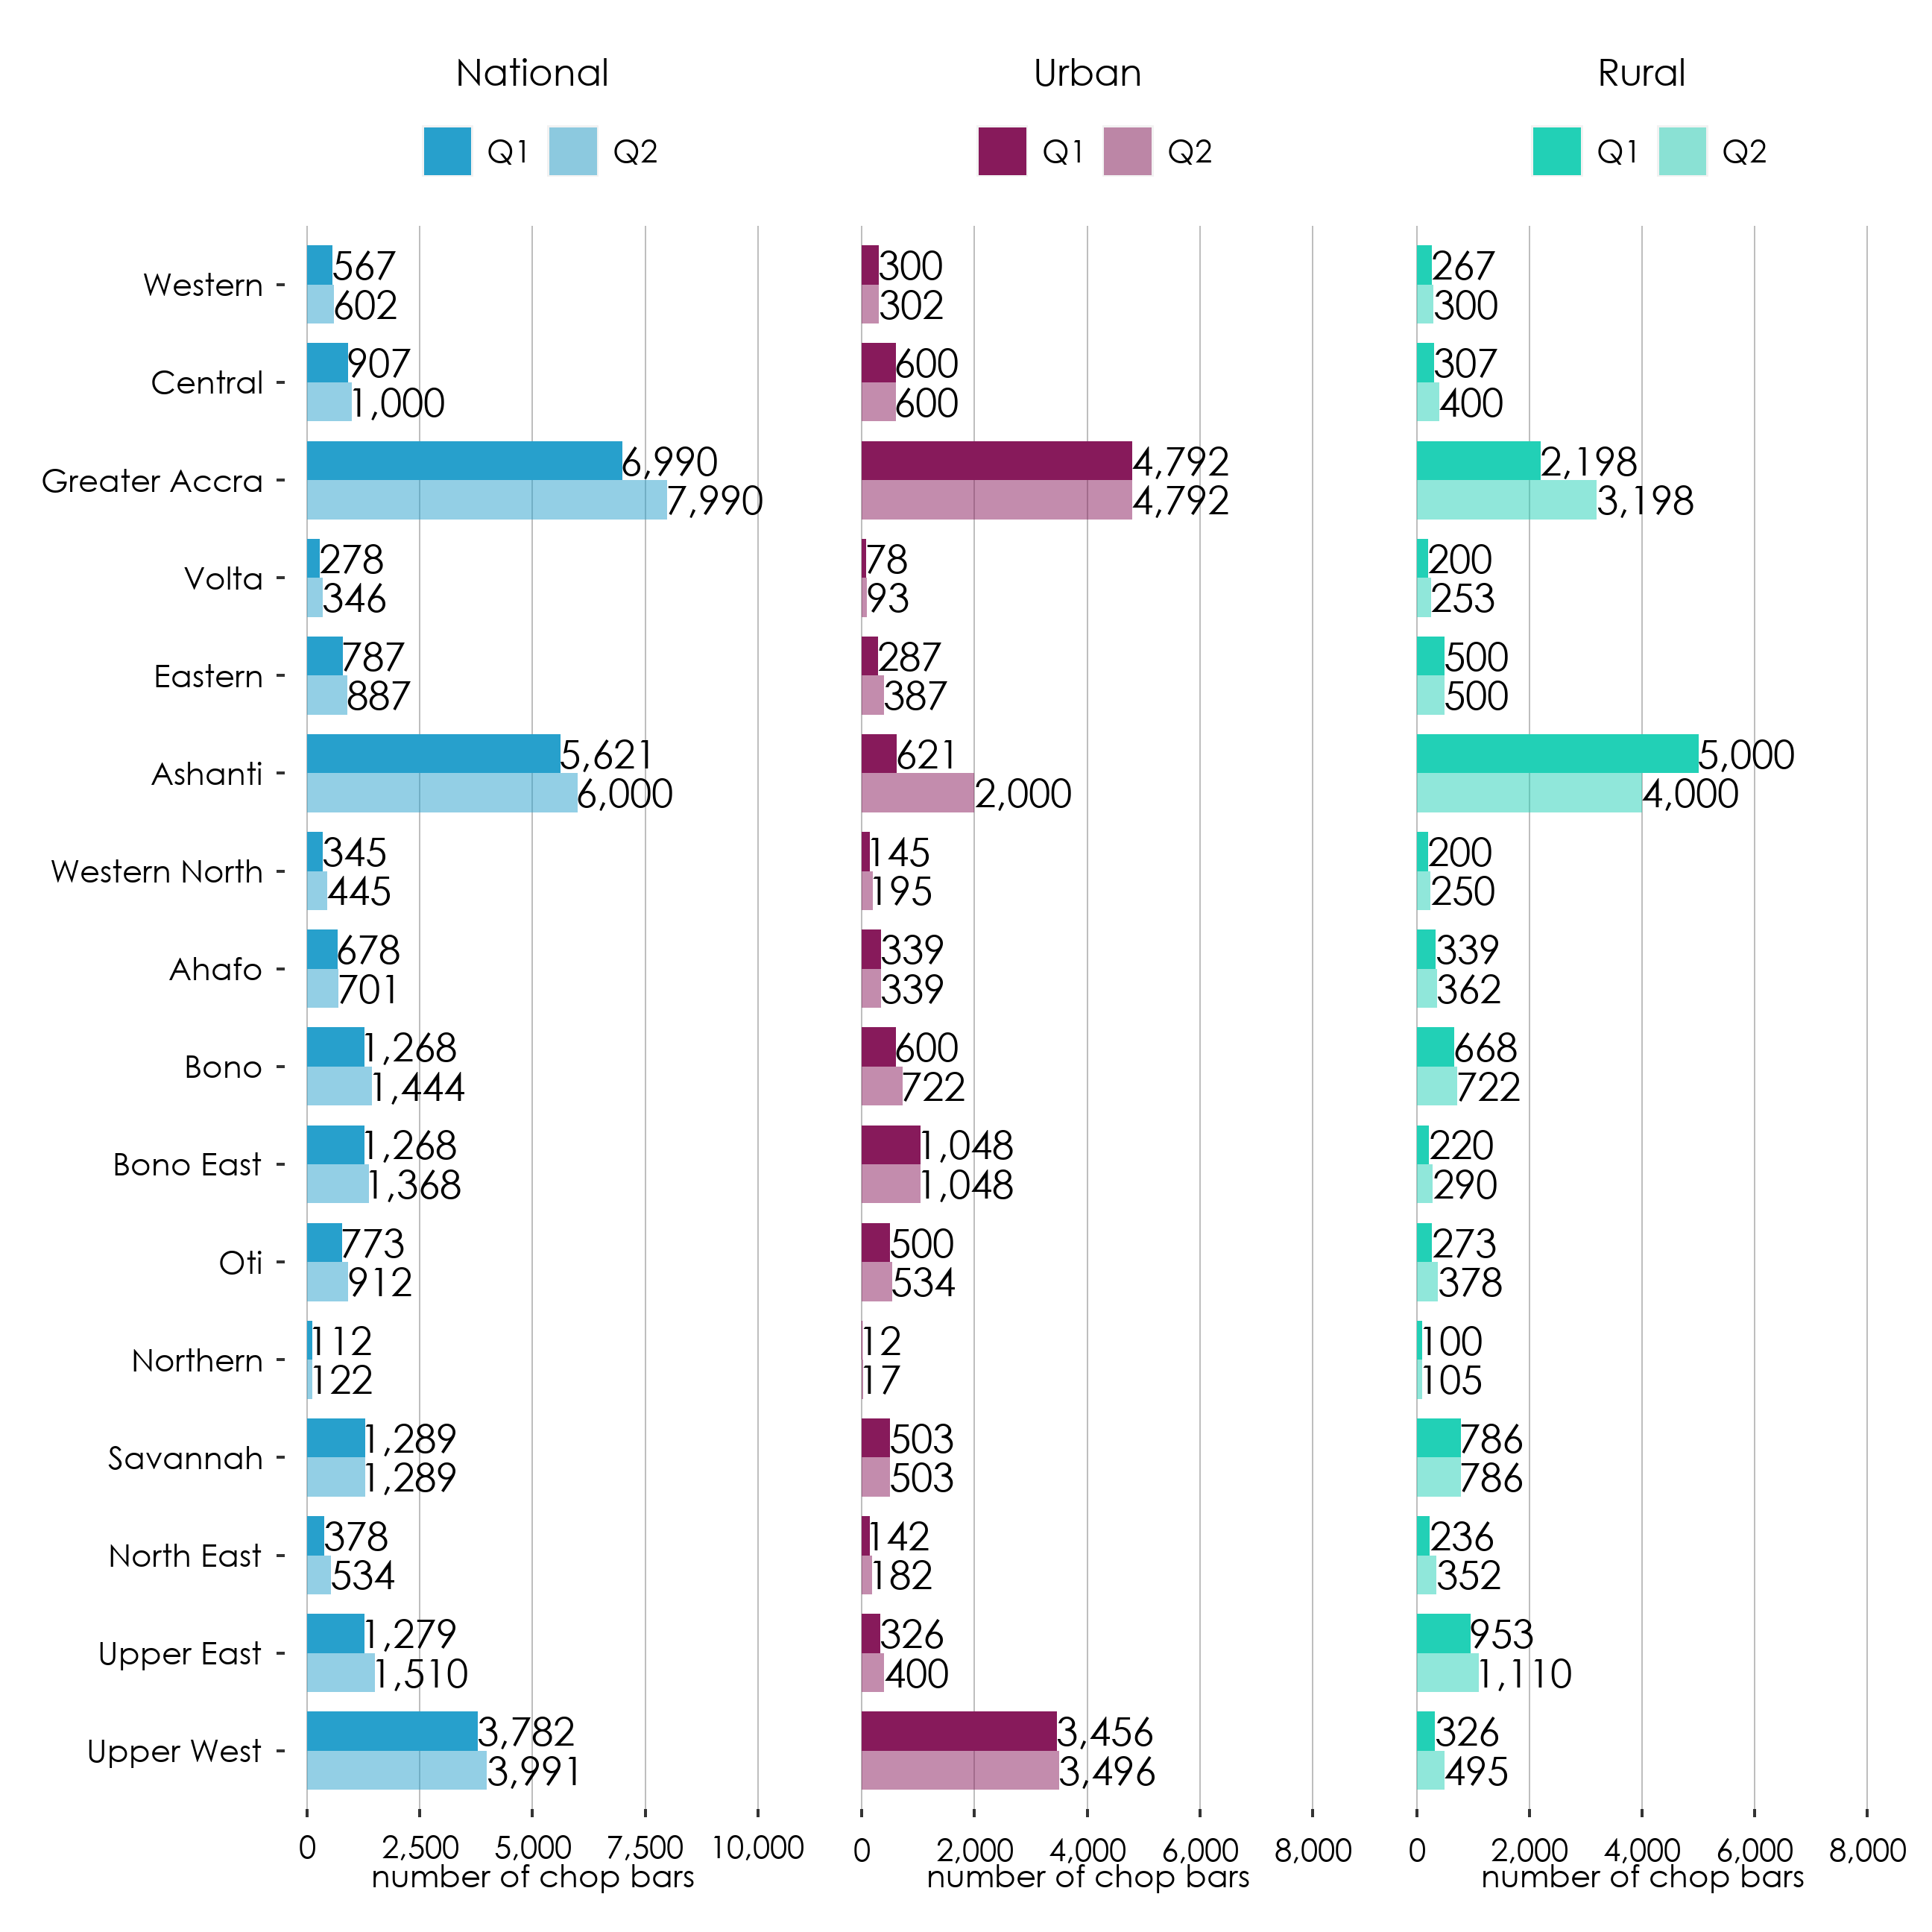 National Urban Rural
Q1 Q2 Q1 Q2 Q1 Q2
Western 567 300 267
602 302 300
Central 907 600 307
1,000 600 400
Greater Accra 6,990 4,792 2,198
7,990 4,792 3,198
Volta 278 78 200
346 93 253
Eastern 787 287 500
887 387 500
Ashanti 5,621 621 5,000
6,000 2,000 4,000
Western North 345 145 200
445 195 250
Ahafo 678 339 339
701 339 362
Bono 1,268 600 668
1,444 722 722
Bono East 1,268 1,048 220
1,368 1,048 290
Oti 773 500 273
912 534 378
Northern 112 12 100
122 17 105
Savannah 1,289 503 786
1,289 503 786
North East 378 142 236
534 182 352
Upper East 1,279 326 953
1,510 400 1,110
Upper West 3,782 3,456 326
3,991 3,496 495
0 2,500 5,000 7,500 10,000 0 2,000 4,000 6,000 8,000 0 2,000 4,000 6,000 8,000
number of chop bars number of chop bars number of chop bars